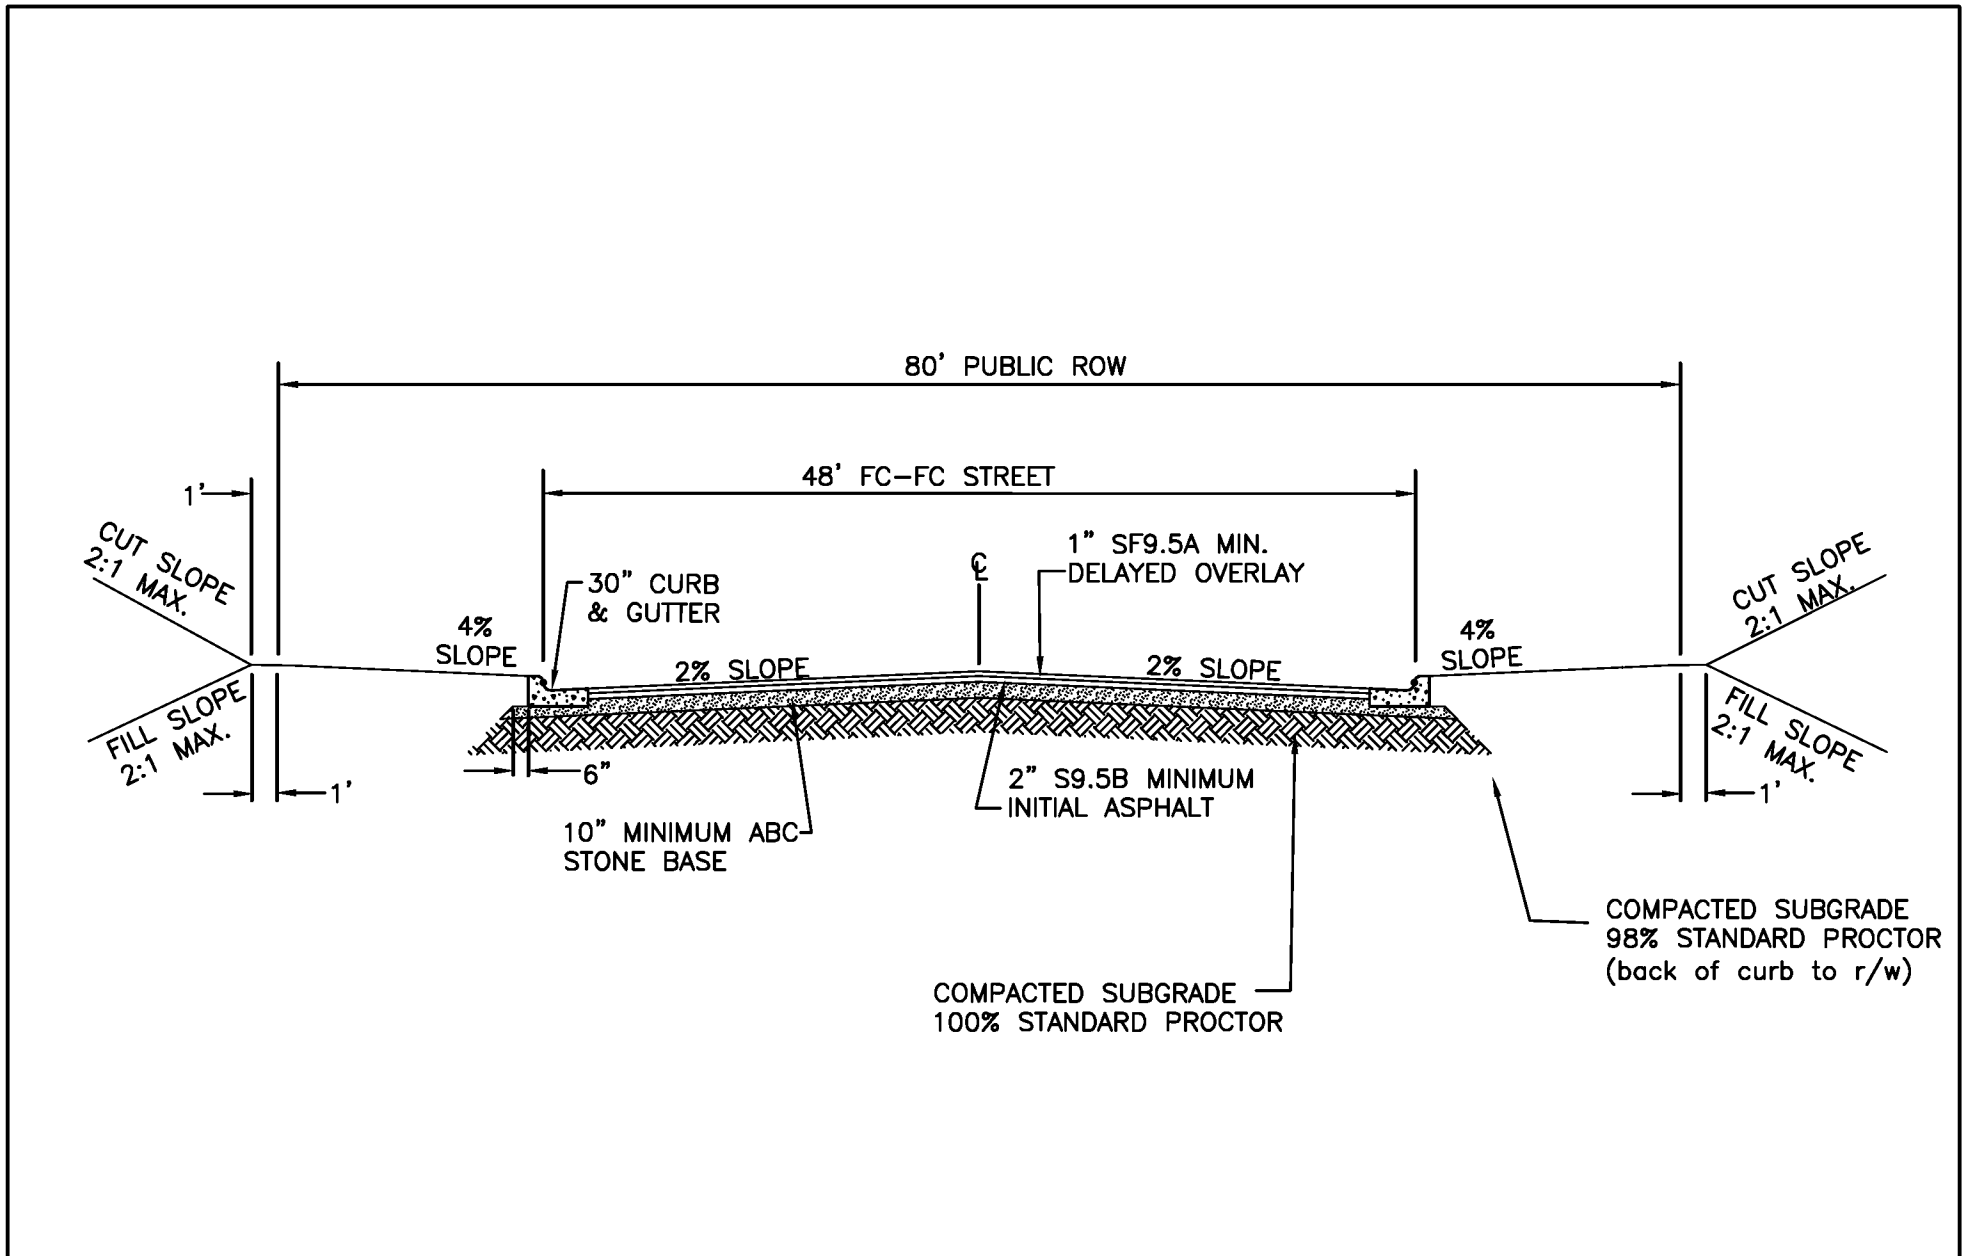 80' PUBLIC ROW
48' FC-FC STREET
1'
CUT SLOPE
2:1 MAX.
30" CURB
& GUTTER
℄
1" SF9.5A MIN.
DELAYED OVERLAY
CUT SLOPE
2:1 MAX.
4%
SLOPE
2% SLOPE
2% SLOPE
4%
SLOPE
FILL SLOPE
2:1 MAX.
FILL SLOPE
2:1 MAX.
1'
6"
2" S9.5B MINIMUM
INITIAL ASPHALT
1'
10" MINIMUM ABC
STONE BASE
COMPACTED SUBGRADE
98% STANDARD PROCTOR
(back of curb to r/w)
COMPACTED SUBGRADE
100% STANDARD PROCTOR